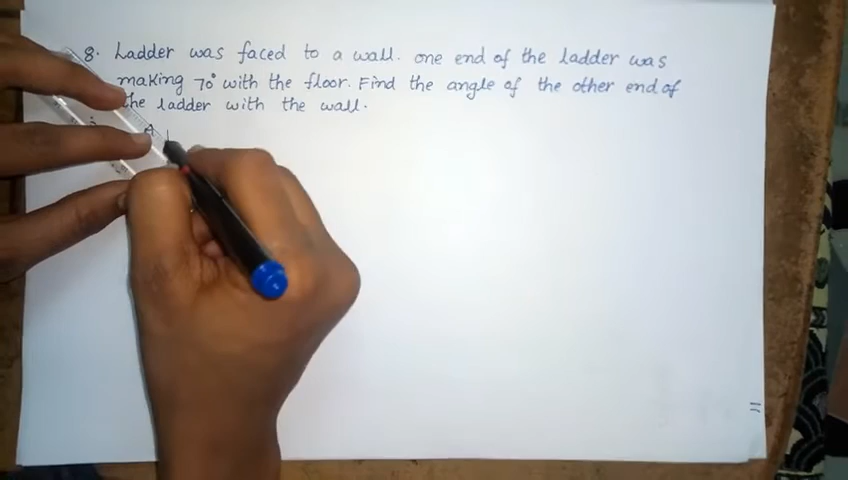 8. Ladder was faced to a wall. one end of the ladder was
making 70° with the floor. Find the angle of the other end of
the ladder with the wall.
A